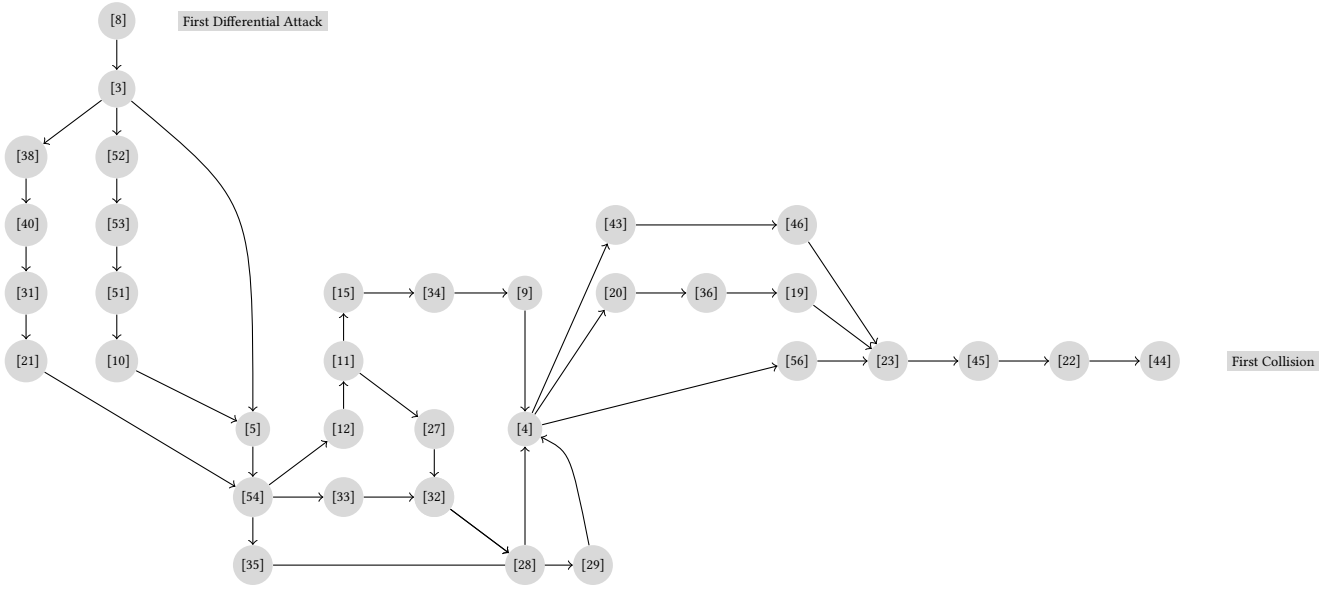 [8] First Differential Attack
[3]
[38] [52]
[40] [53] [43] [46]
[31] [51] [15] [34] [9] [20] [36] [19]
[21] [10] [11] [56] [23] [45] [22] [44] First Collision
[5] [12] [27] [4]
[54] [33] [32]
[35] [28] [29]